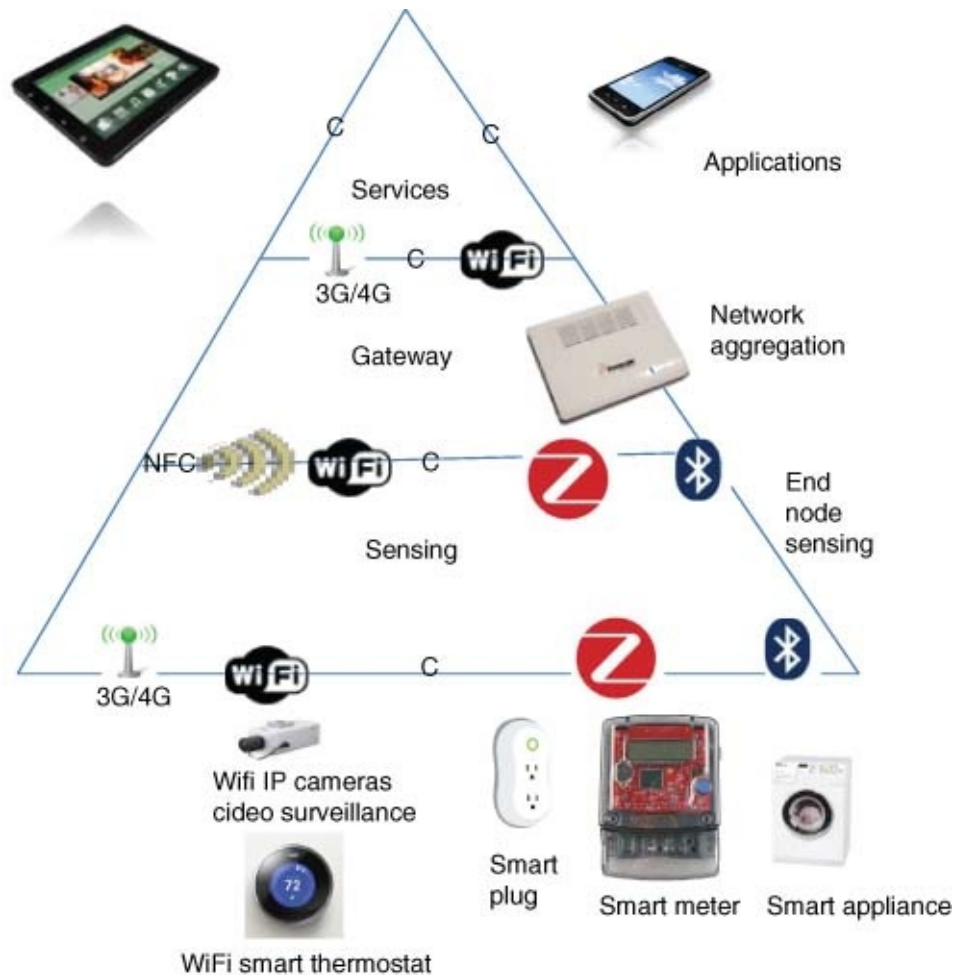 C
C
Applications
Services
C
WiFi
3G/4G
Network
aggregation
Gateway
NFC
WiFi
C
End
node
sensing
Sensing
C
3G/4G
WiFi
Wifi IP cameras
cideo surveillance
72
Smart
plug
Smart meter
Smart appliance
WiFi smart thermostat